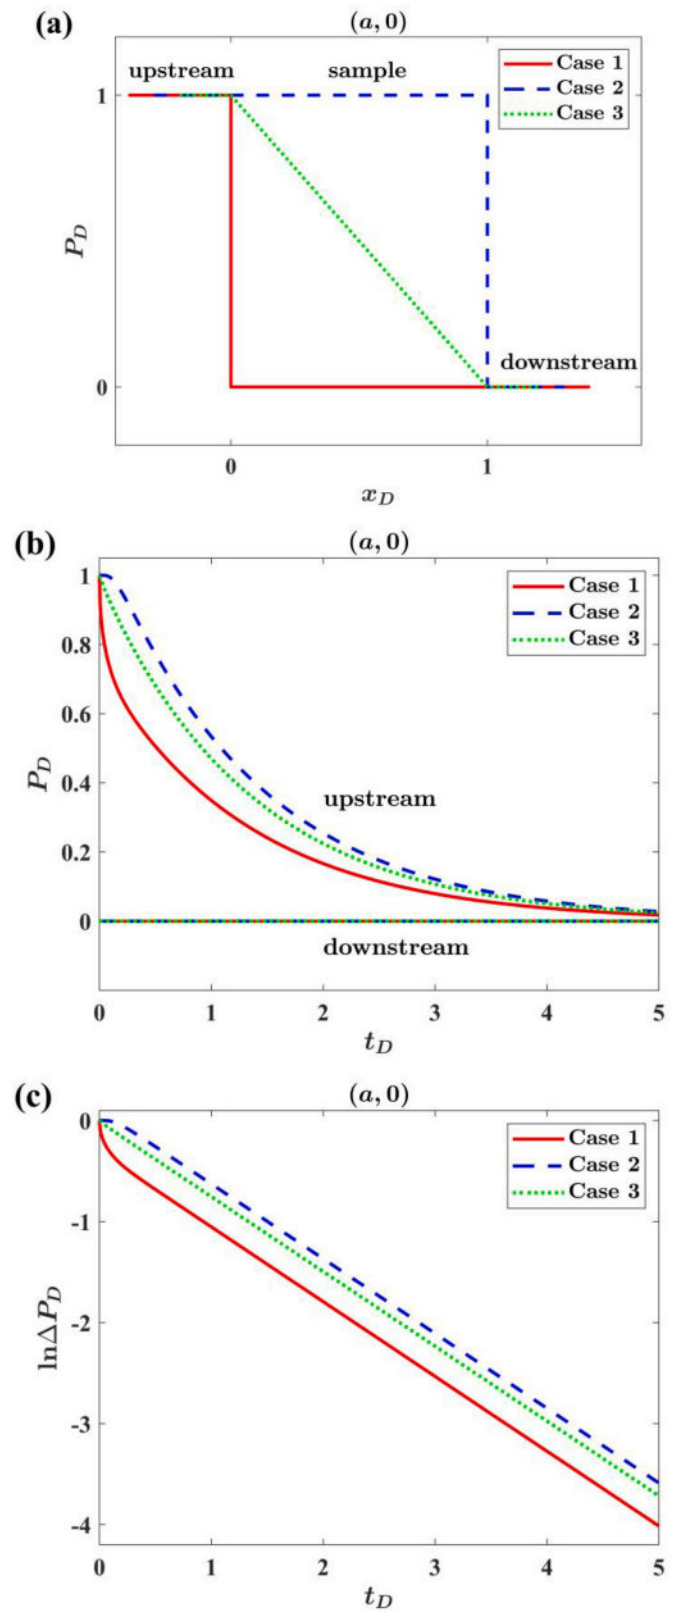 (a)
(a, 0)
upstream
sample
Case 1
Case 2
Case 3
1
P_D
downstream
0
0
1
x_D
(b)
(a, 0)
1
Case 1
Case 2
Case 3
0.8
0.6
P_D
0.4
upstream
0.2
0
downstream
0
1
2
3
4
5
t_D
(c)
(a, 0)
0
Case 1
Case 2
Case 3
-1
lnΔP_D
-2
-3
-4
0
1
2
3
4
5
t_D